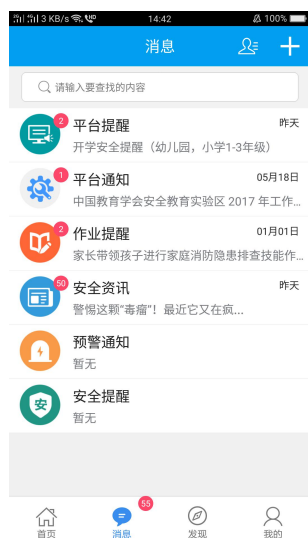 3 KB/s 14:42 100%
消息
请输入要查找的内容
2 平台提醒 昨天
开学安全提醒（幼儿园，小学1-3年级）
1 平台通知 05月18日
中国教育学会安全教育实验区 2017 年工作...
2 作业提醒 01月01日
家长带领孩子进行家庭消防隐患排查技能作...
50 安全资讯 昨天
警惕这颗“毒瘤”！最近它又在疯...
预警通知
暂无
安 安全提醒
暂无
55
首页 消息 发现 我的